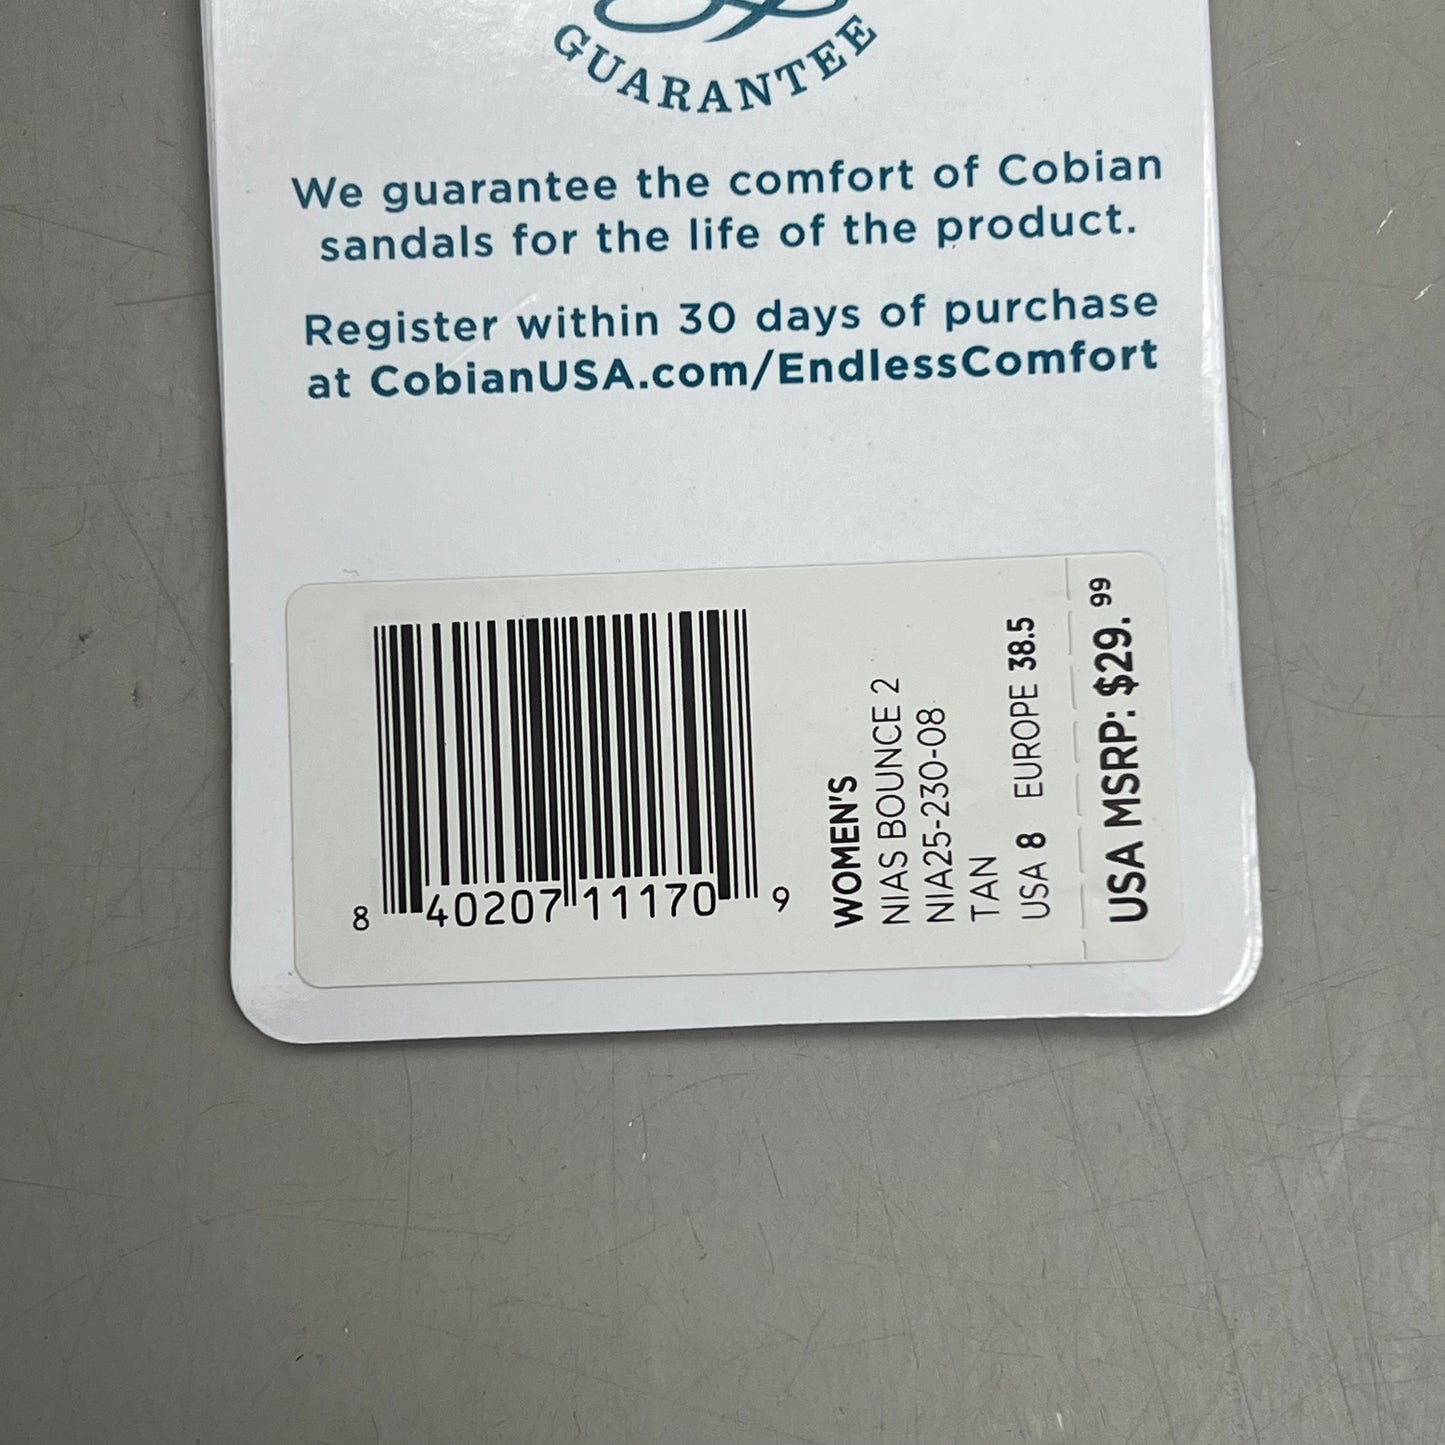 GUARANTEE
We guarantee the comfort of Cobian
sandals for the life of the product.
Register within 30 days of purchase
at CobianUSA.com/EndlessComfort
8 40207 11170 9
WOMEN'S
NIAS BOUNCE 2
NIA25-230-08
TAN
USA 8 EUROPE 38.5
USA MSRP: $29.99